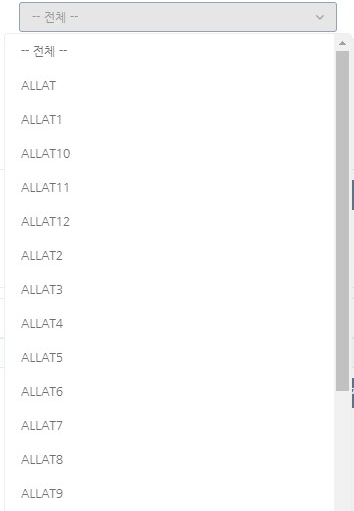 -- 전체 --
-- 전체 --
ALLAT
ALLAT1
ALLAT10
ALLAT11
ALLAT12
ALLAT2
ALLAT3
ALLAT4
ALLAT5
ALLAT6
ALLAT7
ALLAT8
ALLAT9